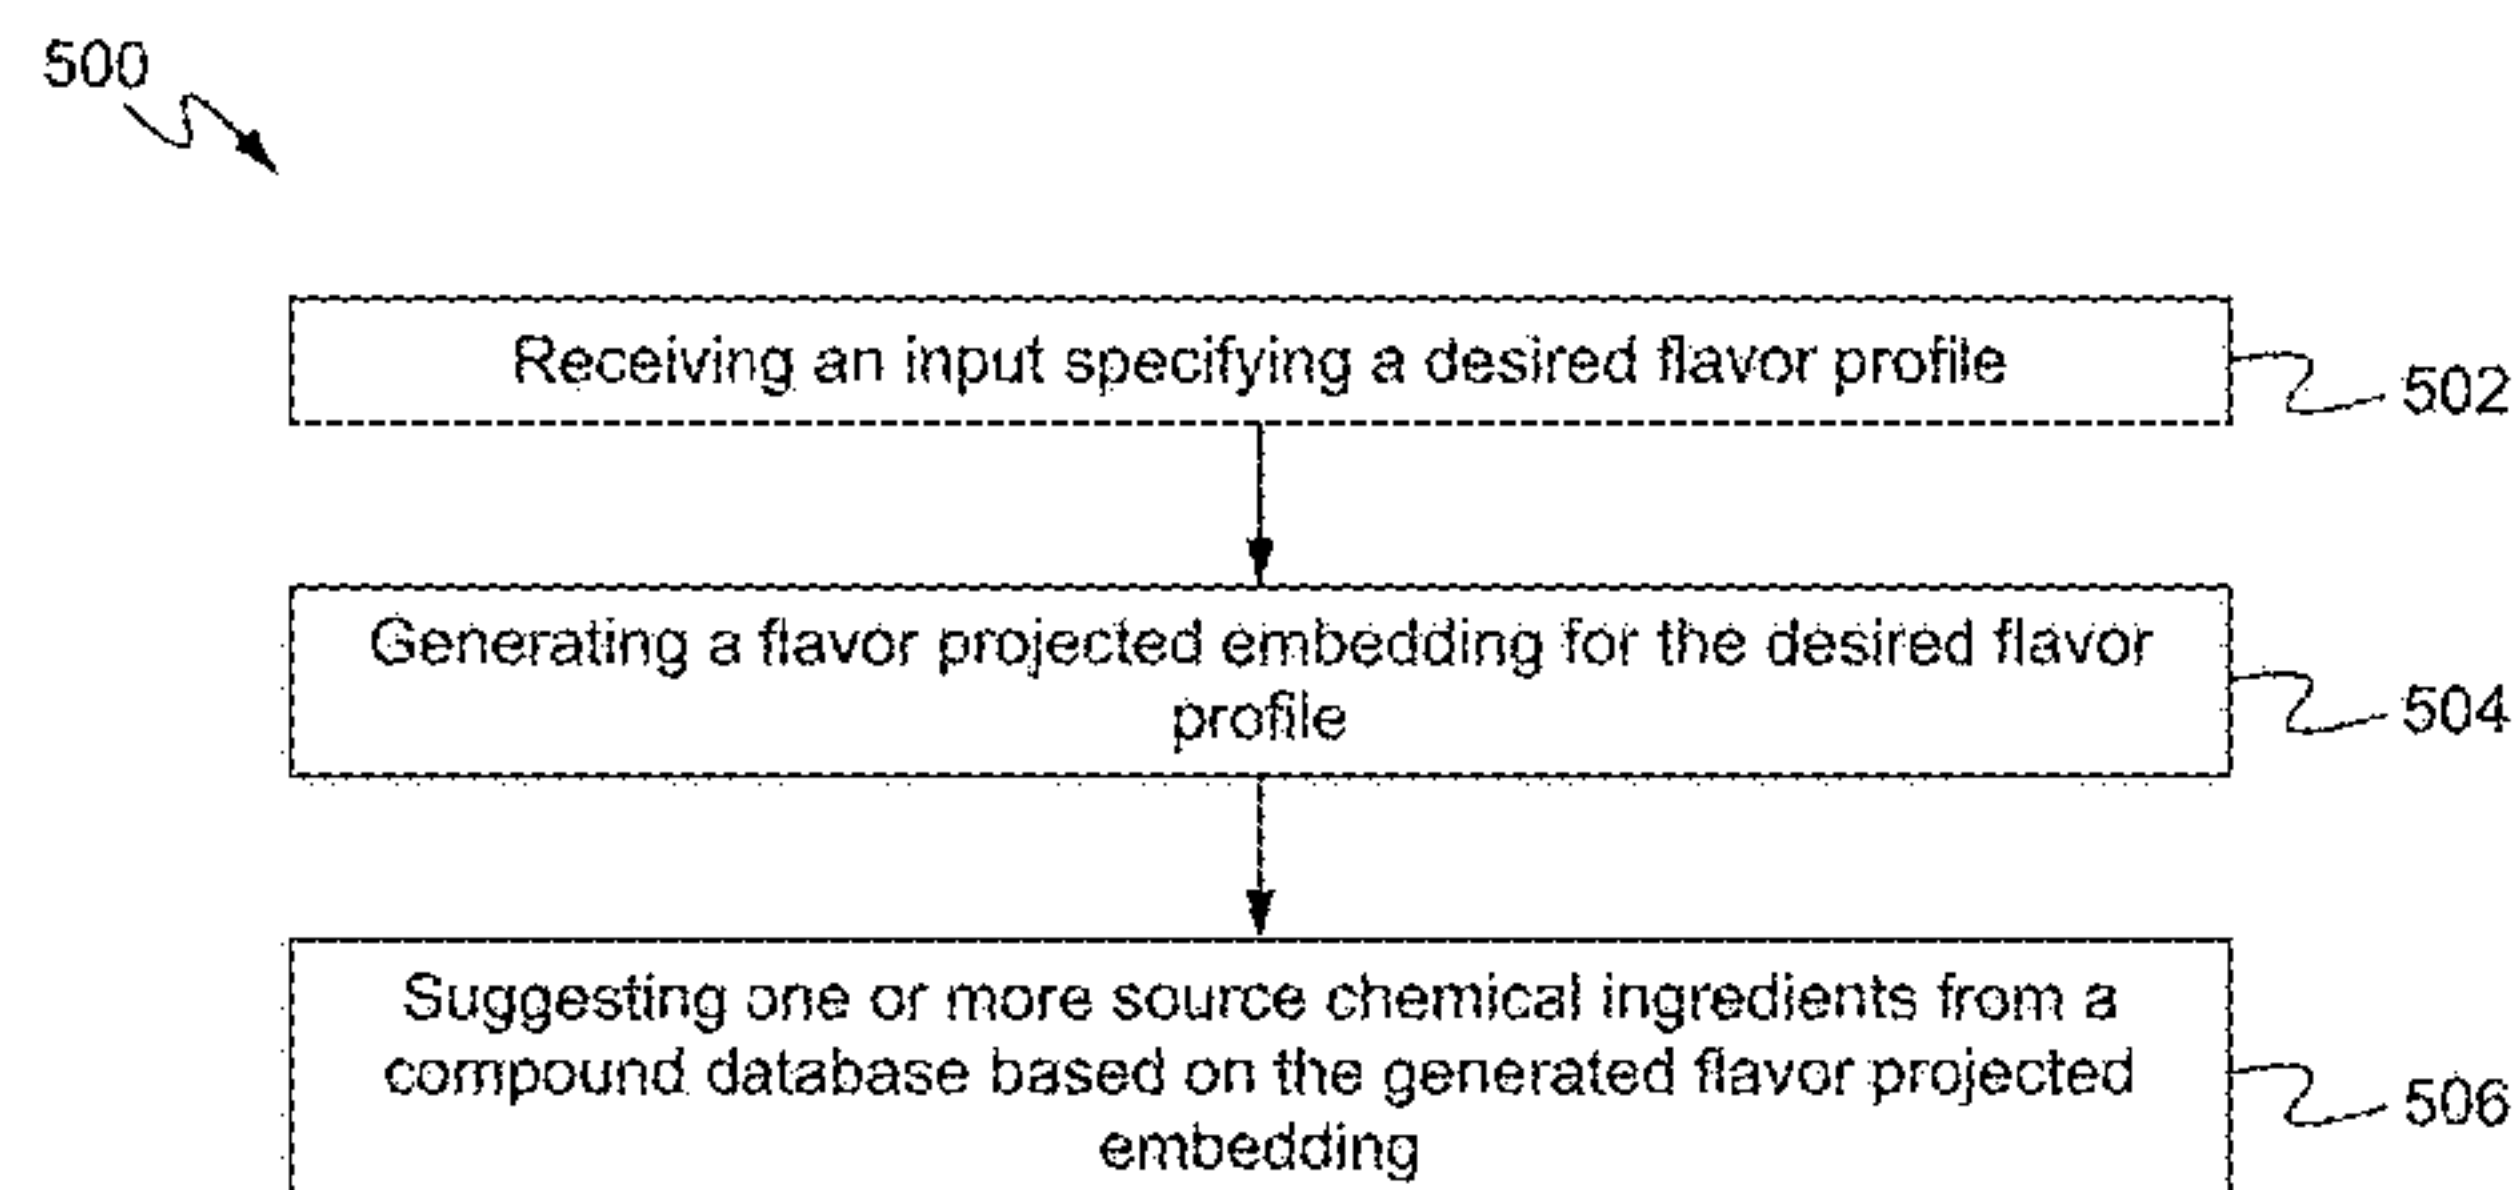 500
Receiving an input specifying a desired flavor profile
502
Generating a flavor projected embedding for the desired flavor
profile
504
Suggesting one or more source chemical ingredients from a
compound database based on the generated flavor projected
embedding
506